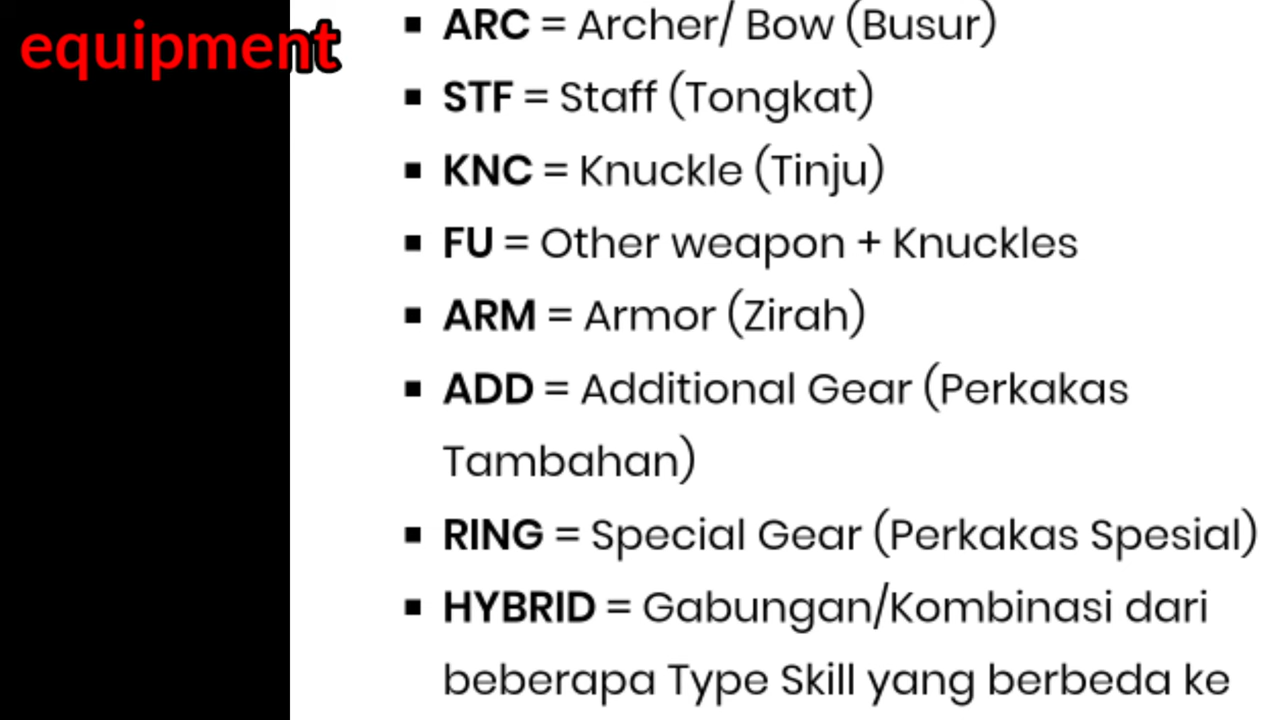 equipment
▪ ARC = Archer/ Bow (Busur)
▪ STF = Staff (Tongkat)
▪ KNC = Knuckle (Tinju)
▪ FU = Other weapon + Knuckles
▪ ARM = Armor (Zirah)
▪ ADD = Additional Gear (Perkakas
Tambahan)
▪ RING = Special Gear (Perkakas Spesial)
▪ HYBRID = Gabungan/Kombinasi dari
beberapa Type Skill yang berbeda ke